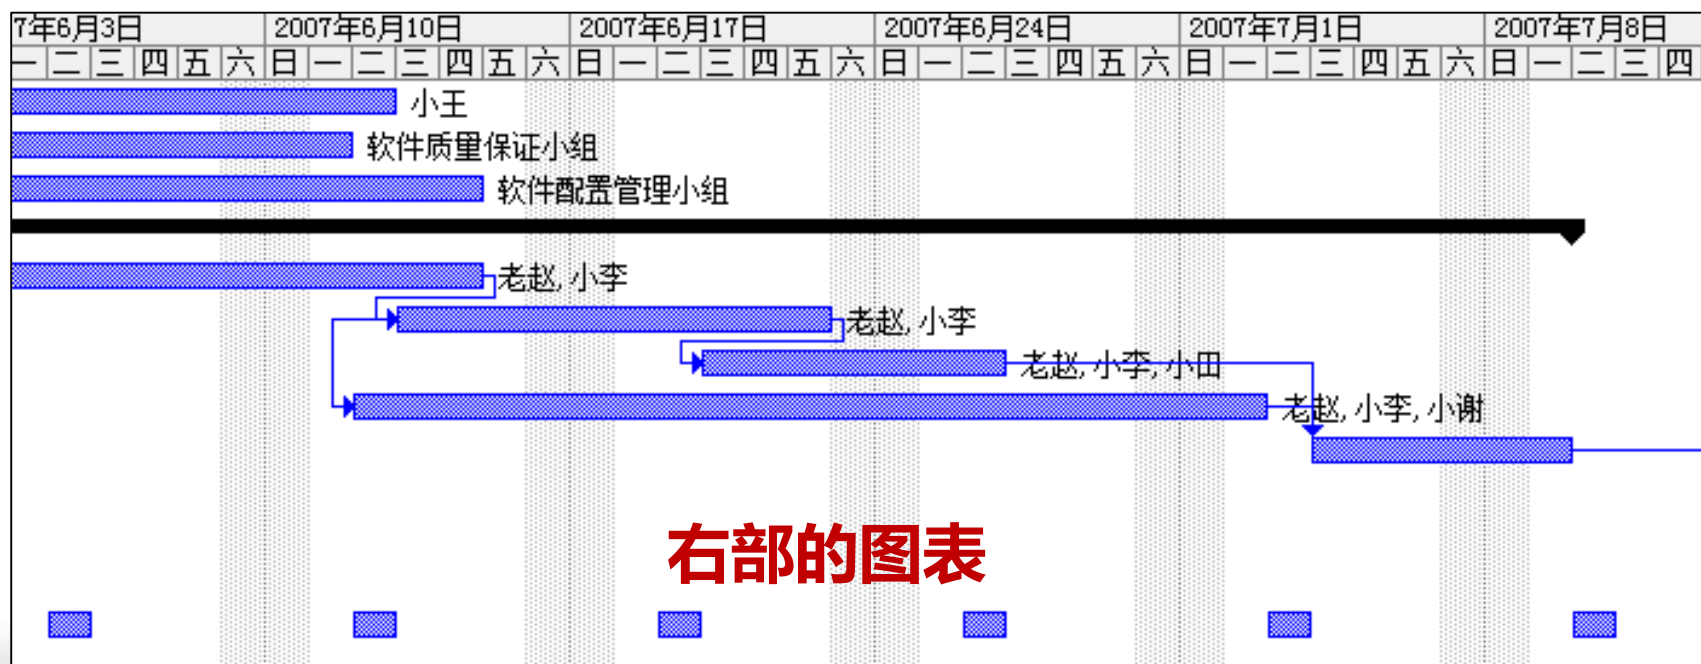 7年6月3日 2007年6月10日 2007年6月17日 2007年6月24日 2007年7月1日 2007年7月8日
一 二 三 四 五 六 日 一 二 三 四 五 六 日 一 二 三 四 五 六 日 一 二 三 四 五 六 日 一 二 三 四 五 六 日 一 二 三 四
小王
软件质量保证小组
软件配置管理小组
老赵, 小李
老赵, 小李
老赵, 小李, 小田
老赵, 小李, 小谢
右部的图表